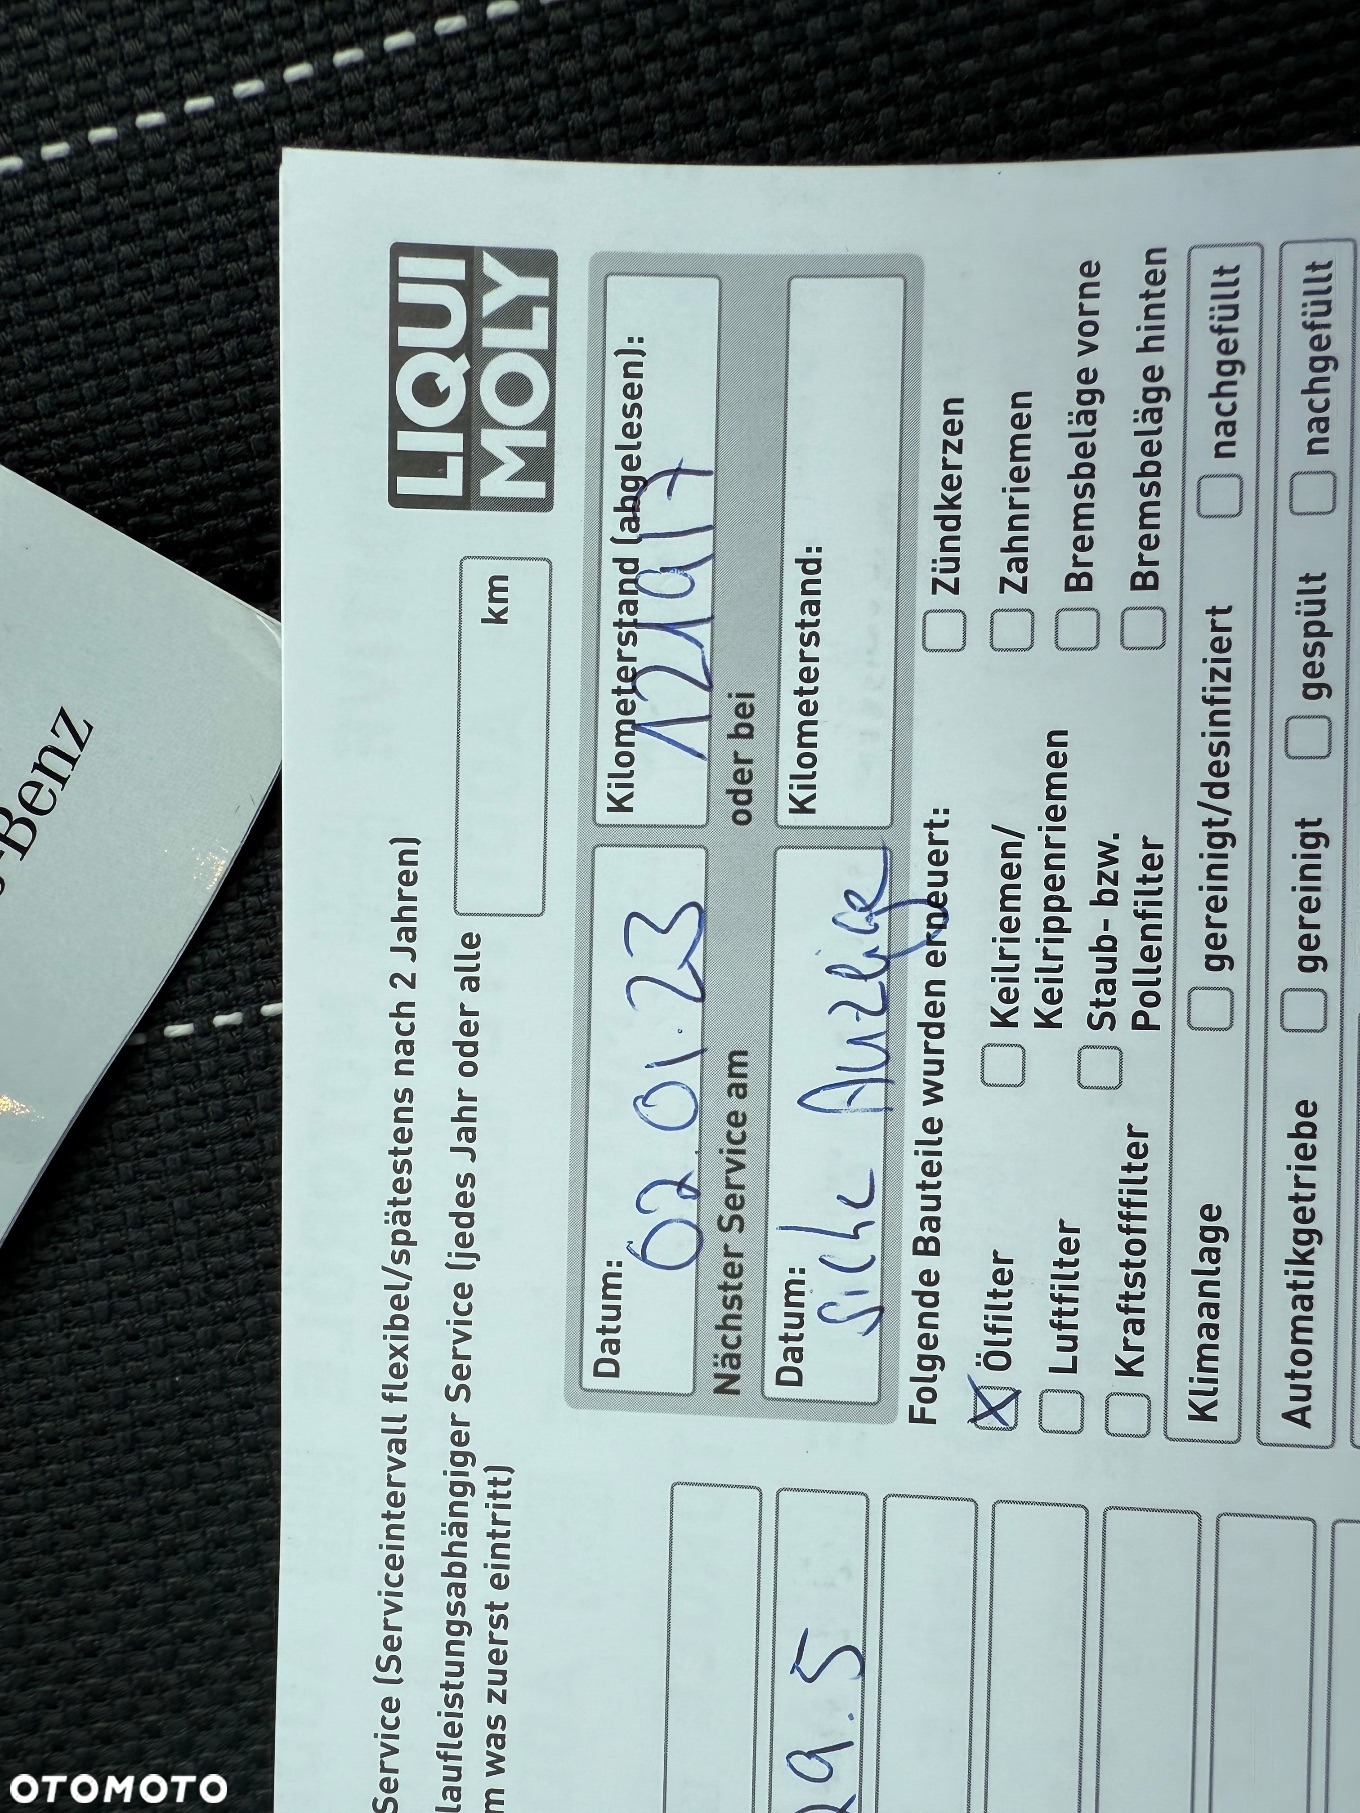 -Benz
LIQUI
MOLY
Service (Serviceintervall flexibel/spätestens nach 2 Jahren)
laufleistungsabhängiger Service (jedes Jahr oder alle
km
m was zuerst eintritt)
Datum:
02.01.23
Kilometerstand (abgelesen):
Nächster Service am
oder bei
Datum:
siehe Anzeige
Kilometerstand:
29.5
Folgende Bauteile wurden erneuert:
Ölfilter
Keilriemen/
Keilrippenriemen
Zündkerzen
Luftfilter
Staub- bzw.
Pollenfilter
Zahnriemen
Kraftstofffilter
Bremsbeläge vorne
Bremsbeläge hinten
Klimaanlage
gereinigt/desinfiziert
nachgefüllt
Automatikgetriebe
gereinigt
gespült
nachgefüllt
OTOMOTO